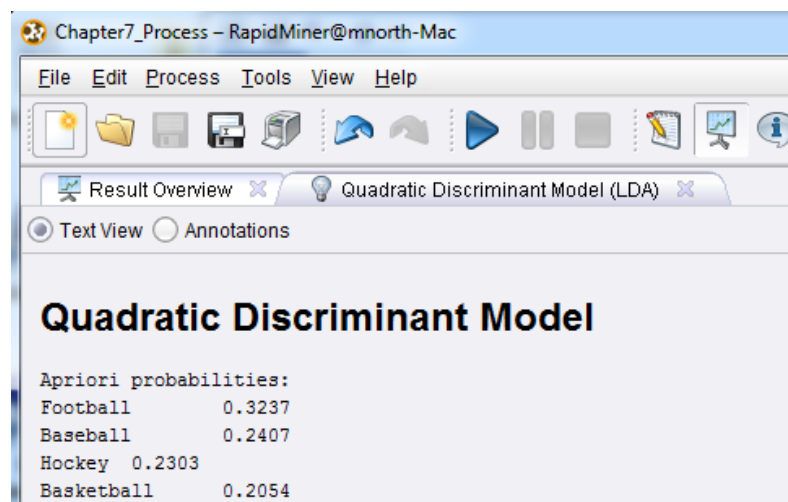 Chapter7_Process – RapidMiner@mnorth-Mac
File Edit Process Tools View Help
Result Overview Quadratic Discriminant Model (LDA)
Text View Annotations
Quadratic Discriminant Model
Apriori probabilities:
Football 0.3237
Baseball 0.2407
Hockey 0.2303
Basketball 0.2054